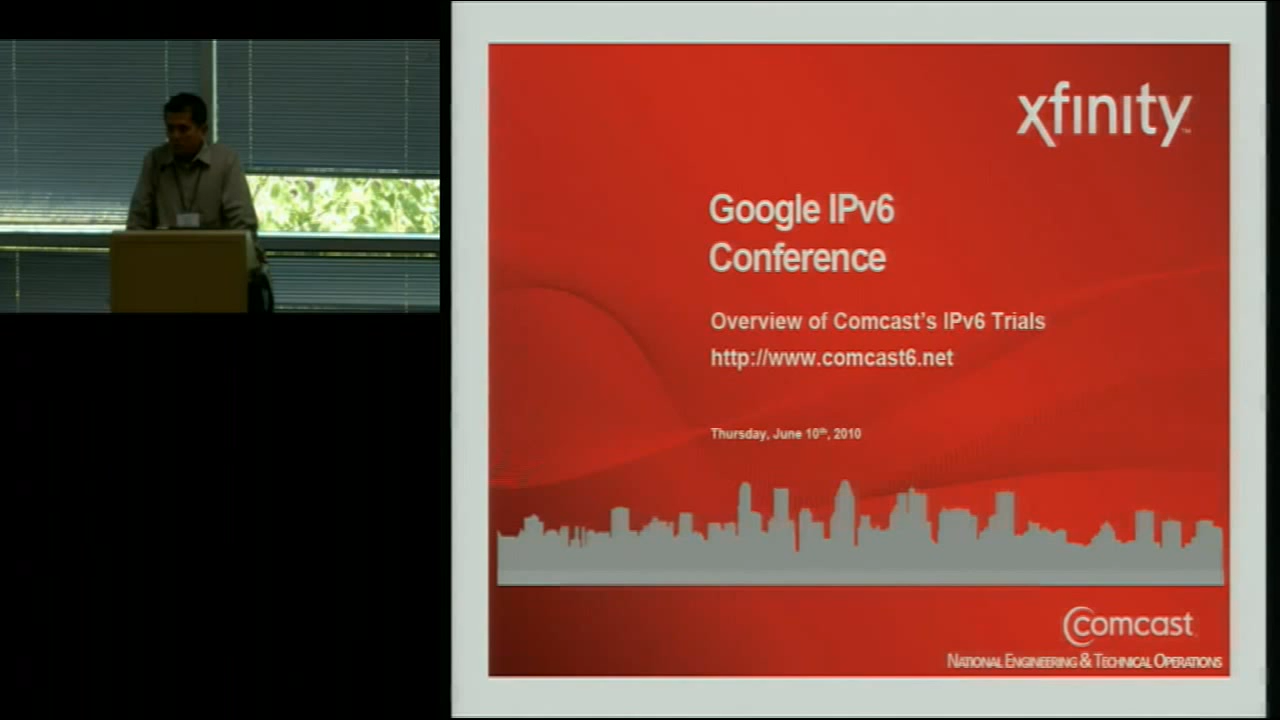 xfinity™
Google IPv6
Conference
Overview of Comcast's IPv6 Trials
http://www.comcast6.net
Thursday, June 10th, 2010
Comcast
NATIONAL ENGINEERING & TECHNICAL OPERATIONS